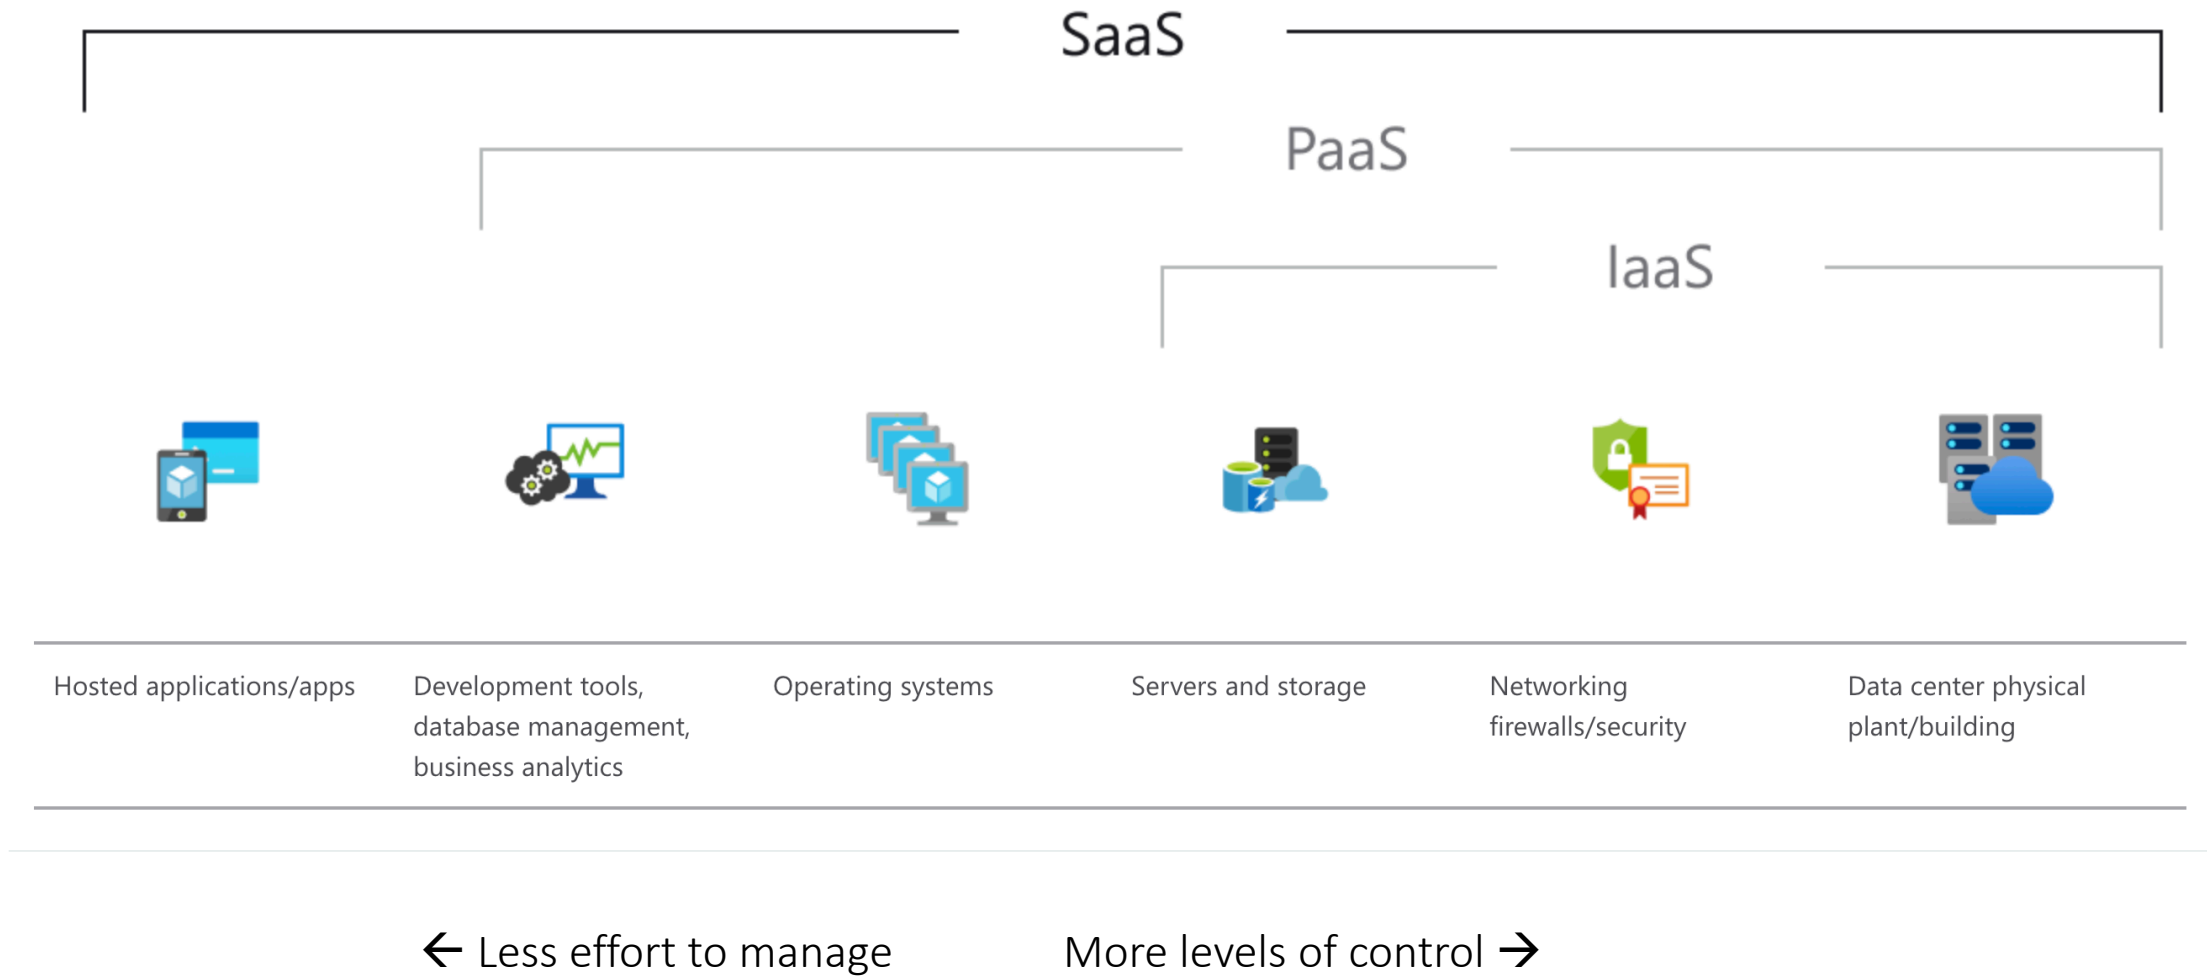 SaaS
PaaS
IaaS
Hosted applications/apps
Development tools,
database management,
business analytics
Operating systems
Servers and storage
Networking
firewalls/security
Data center physical
plant/building
← Less effort to manage
More levels of control →